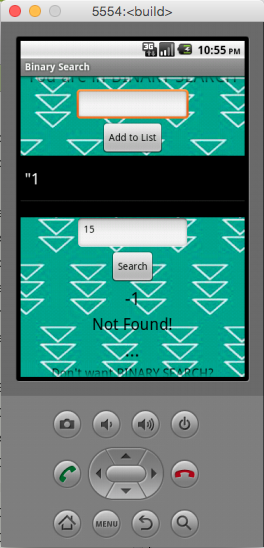 5554:<build>
3G
10:55 PM
Binary Search
You are in BINARY SEARCH
Add to List
"1
15
Search
-1
Not Found!
...
Don't want BINARY SEARCH?
MENU